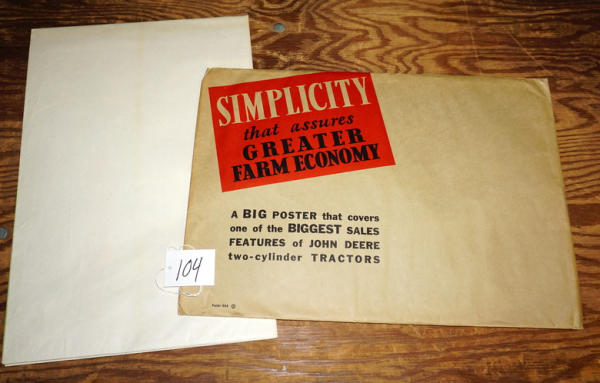 SIMPLICITY
that assures
GREATER
FARM ECONOMY
A BIG POSTER that covers
one of the BIGGEST SALES
FEATURES of JOHN DEERE
two-cylinder TRACTORS
104